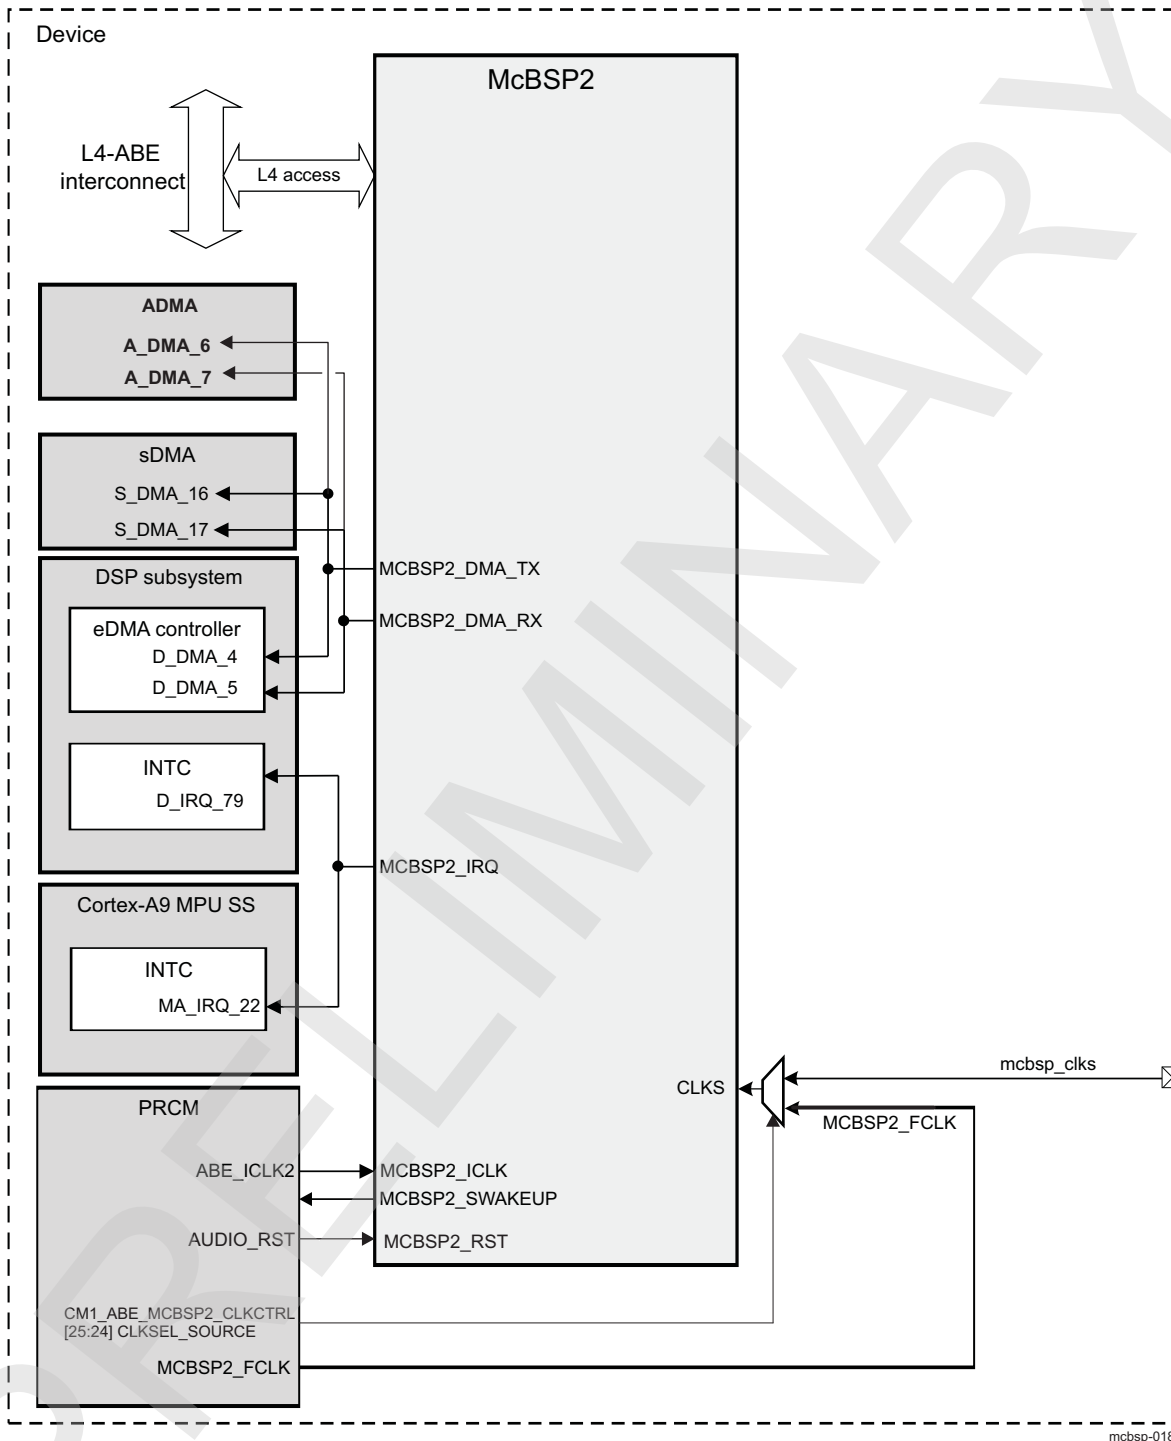 Device
McBSP2
L4-ABE
interconnect
L4 access
ADMA
A_DMA_6
A_DMA_7
sDMA
S_DMA_16
S_DMA_17
DSP subsystem
eDMA controller
D_DMA_4
D_DMA_5
INTC
D_IRQ_79
MCBSP2_DMA_TX
MCBSP2_DMA_RX
MCBSP2_IRQ
Cortex-A9 MPU SS
INTC
MA_IRQ_22
CLKS
mcbsp_clks
MCBSP2_FCLK
PRCM
ABE_ICLK2
MCBSP2_ICLK
MCBSP2_SWAKEUP
AUDIO_RST
MCBSP2_RST
CM1_ABE_MCBSP2_CLKCTRL
[25:24] CLKSEL_SOURCE
MCBSP2_FCLK
mcbsp-018
PRELIMINARY